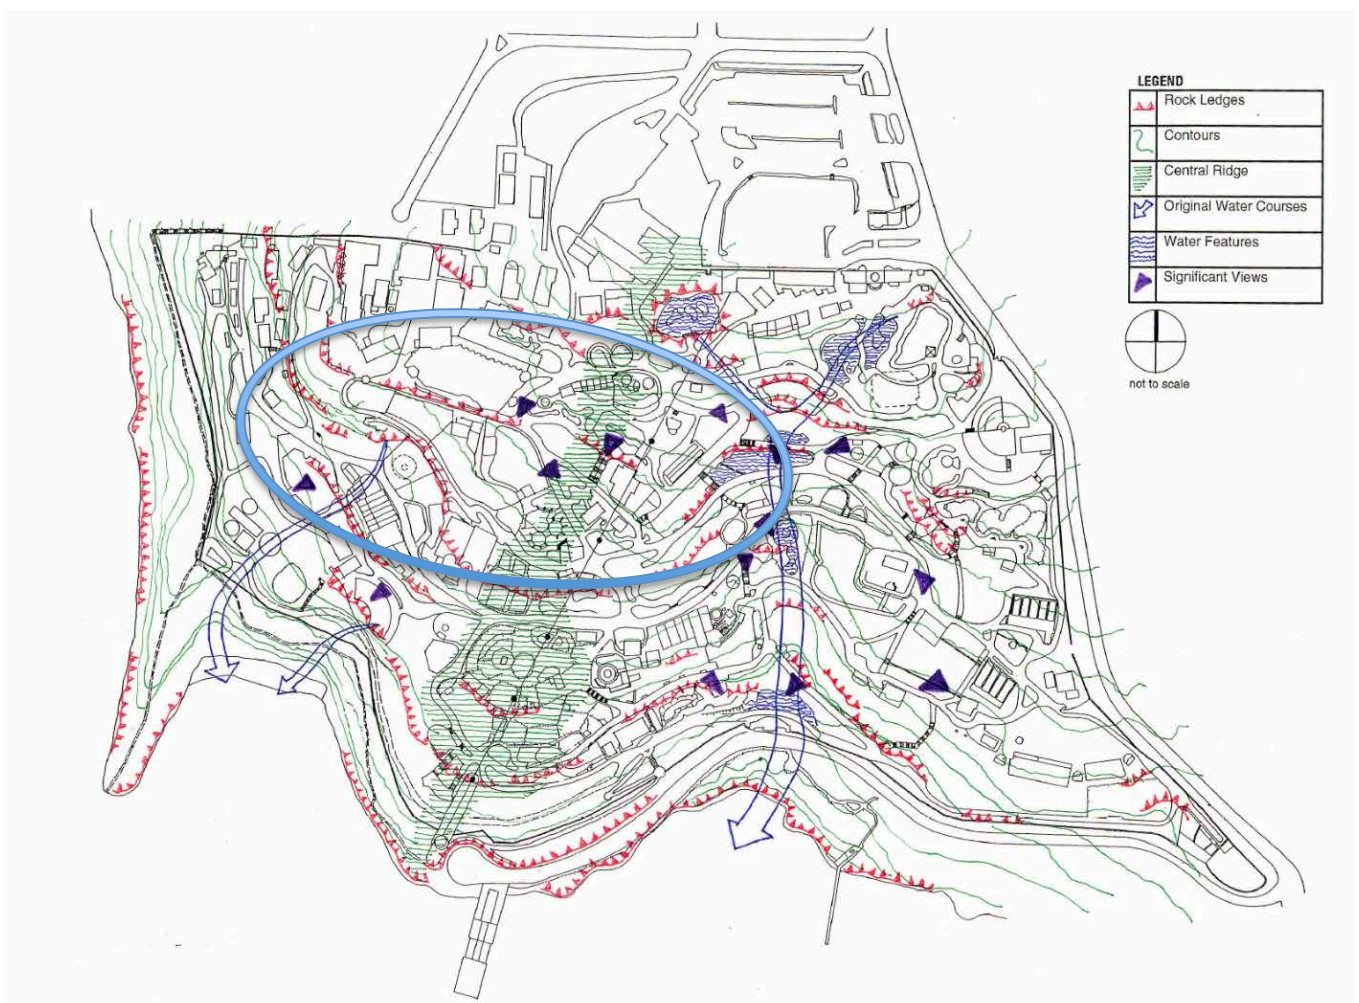 LEGEND
Rock Ledges
Contours
Central Ridge
Original Water Courses
Water Features
Significant Views
not to scale